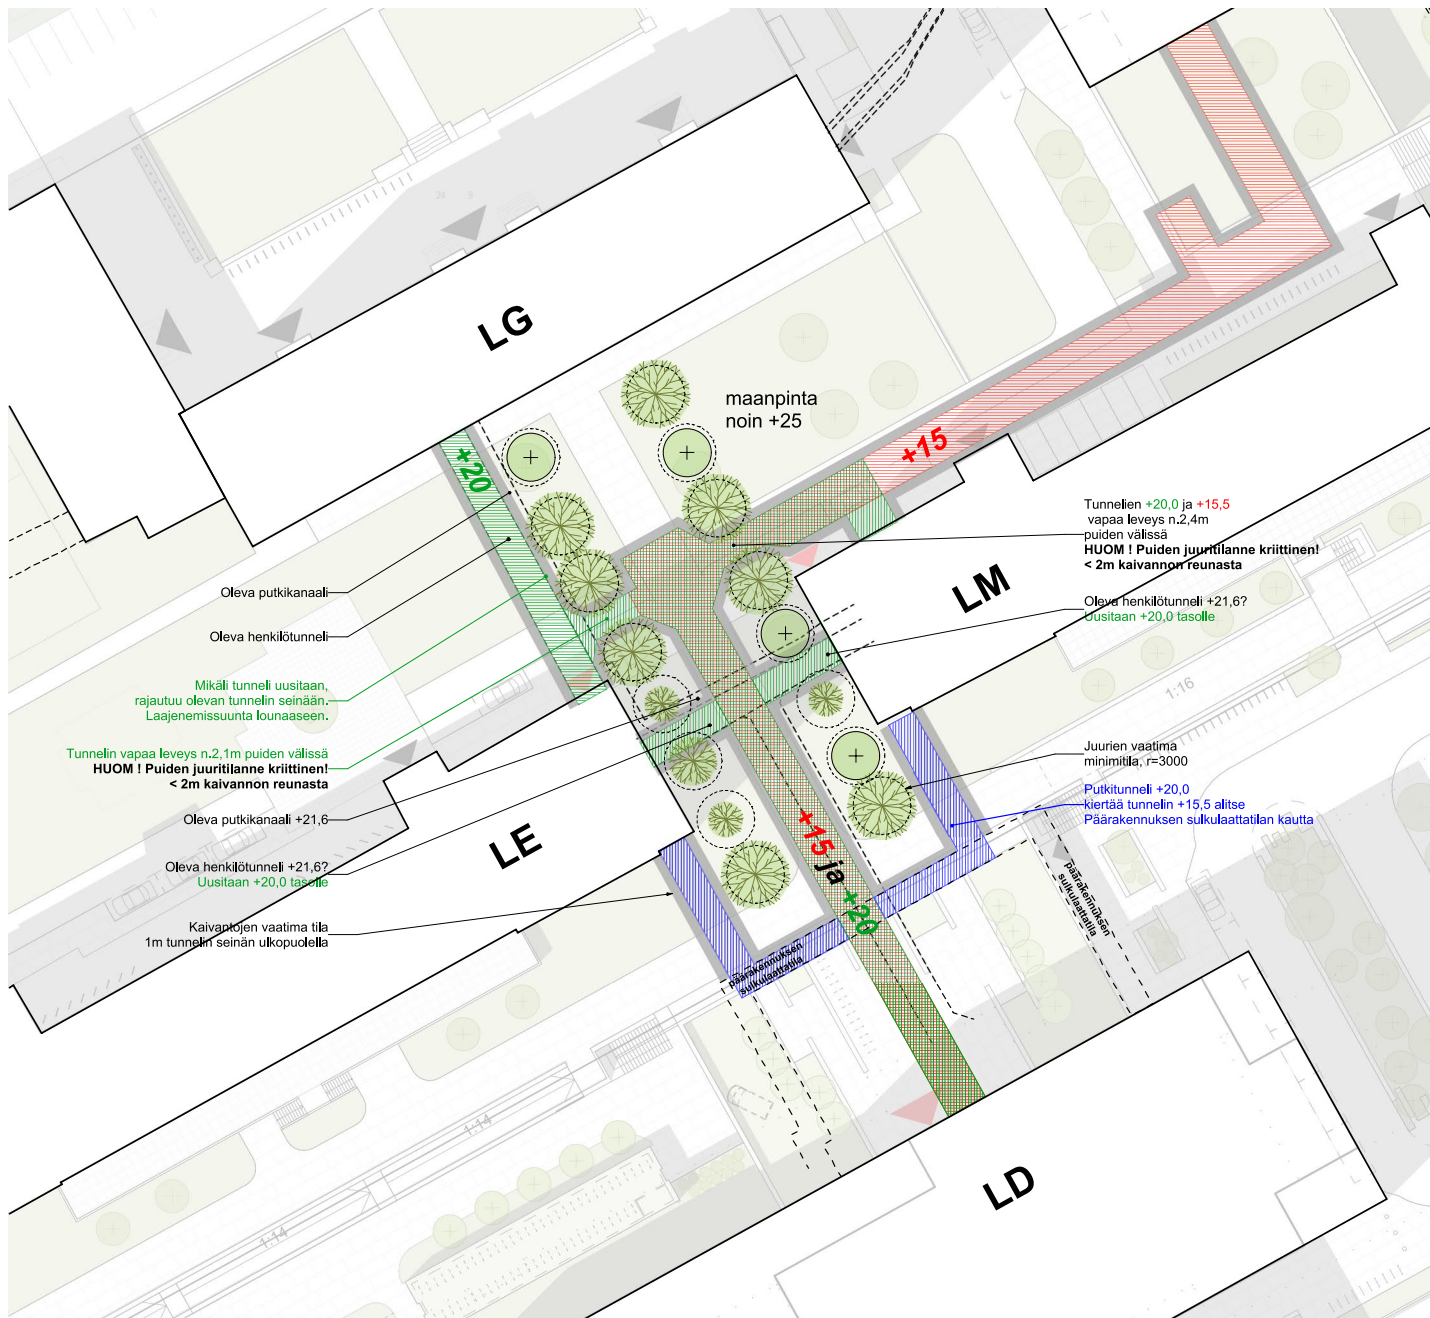 LG
maanpinta
noin +25
+20
+15
Tunnelien +20,0 ja +15,5
vapaa leveys n.2,4m
puiden välissä
HUOM ! Puiden juuritilanne kriittinen!
< 2m kaivannon reunasta
LM
Oleva henkilötunneli +21,6?
Uusitaan +20,0 tasolle
Oleva putkikanaali
Oleva henkilötunneli
Mikäli tunneli uusitaan,
rajautuu olevan tunnelin seinään.
Laajenemissuunta lounaaseen.
Tunnelin vapaa leveys n.2,1m puiden välissä
HUOM ! Puiden juuritilanne kriittinen!
< 2m kaivannon reunasta
1:16
Juurien vaatima
minimitila, r=3000
Putkitunneli +20,0
kiertää tunnelin +15,5 alitse
Päärakennuksen sulkulaattatilan kautta
Oleva putkikanaali +21,6
LE
+15 ja +20
Oleva henkilötunneli +21,6?
Uusitaan +20,0 tasolle
Kaivantojen vaatima tila
1m tunnelin seinän ulkopuolella
päärakennuksen
sulkulaattatila
päärakennuksen
sulkulaattatila
1:14
1:14
LD